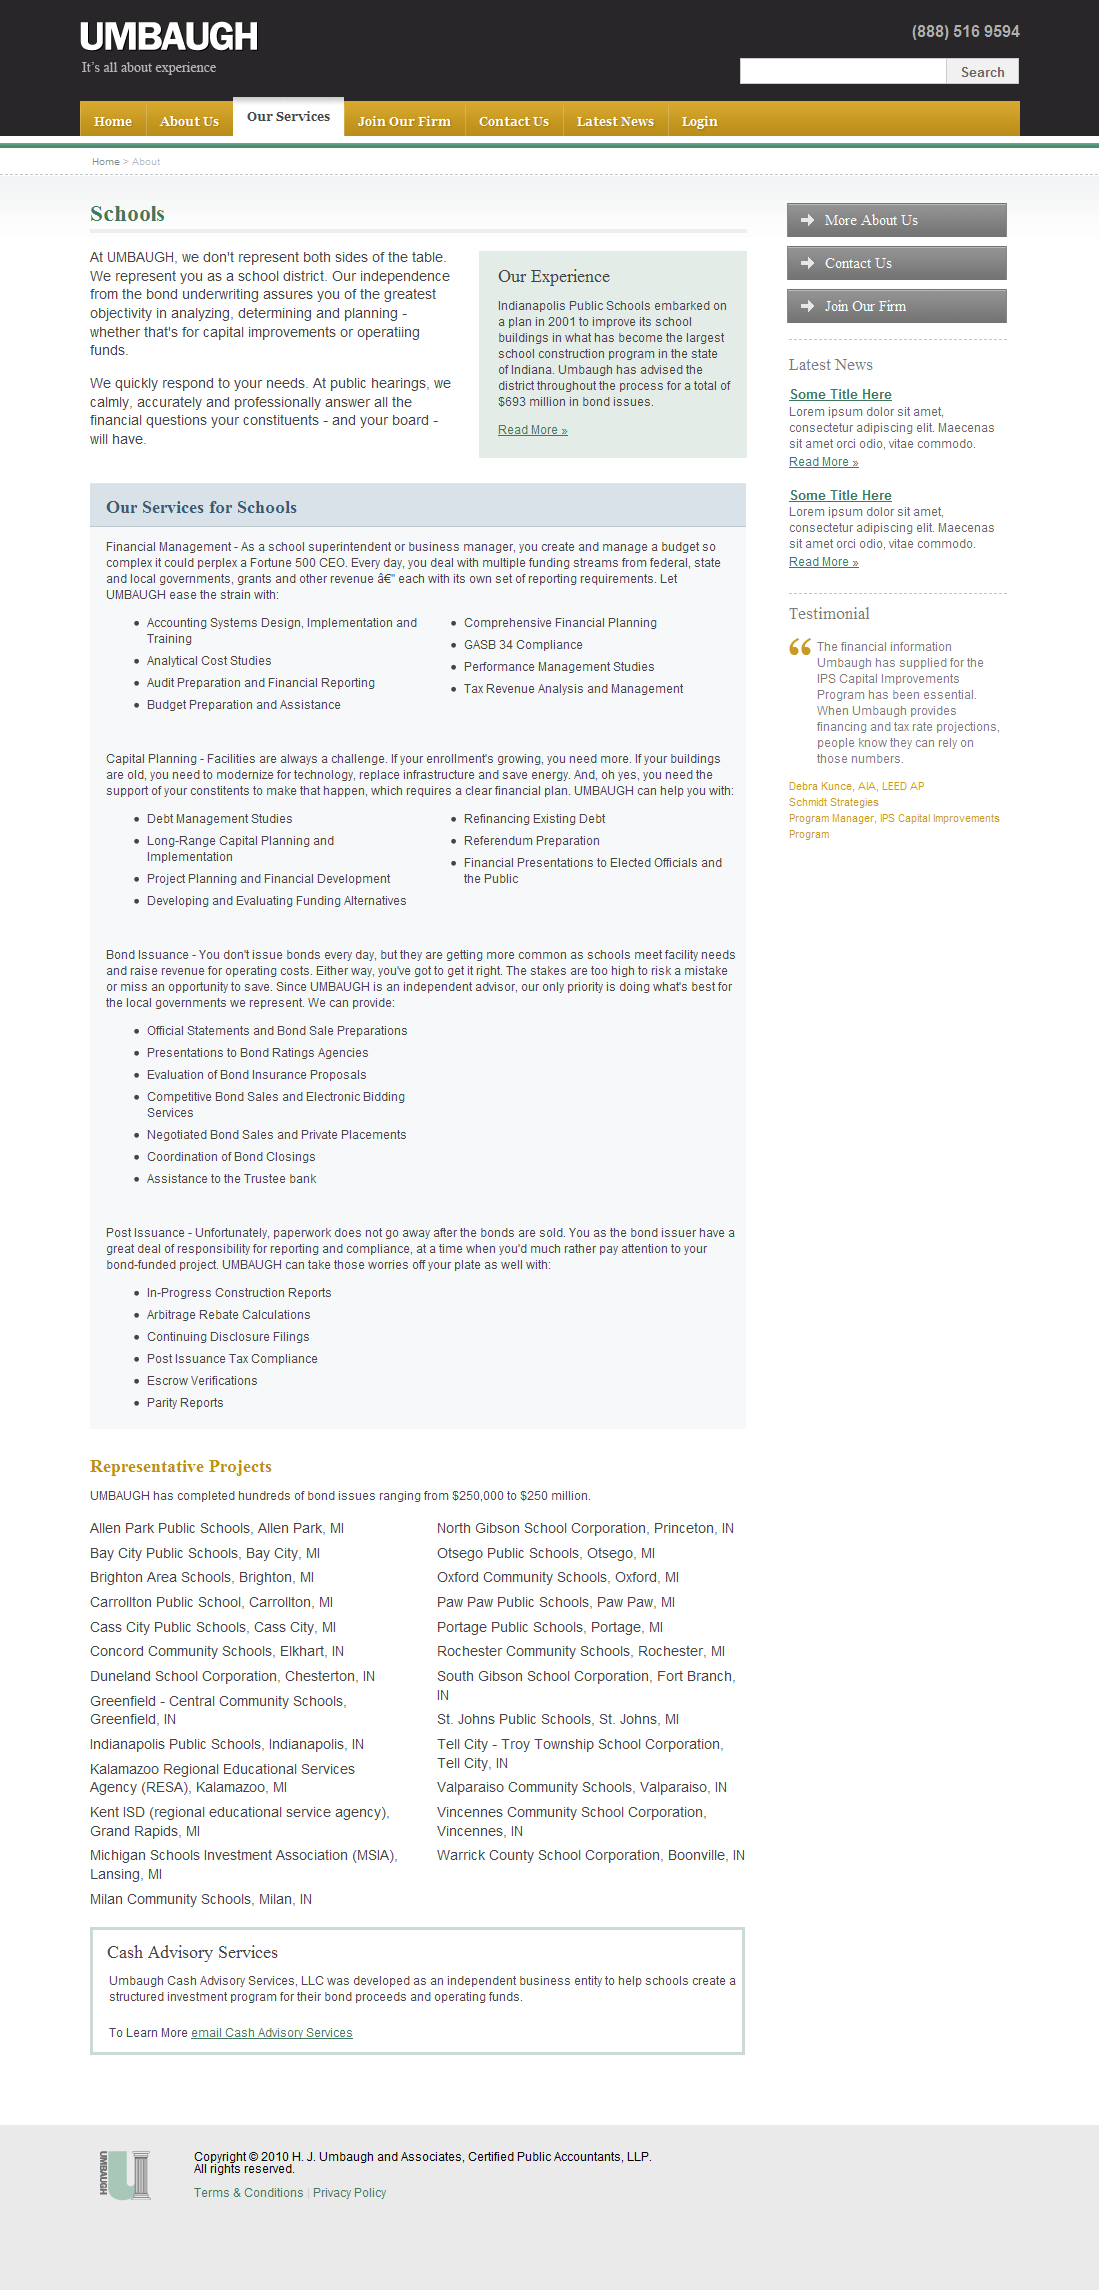 UMBAUGH
It's all about experience
(888) 516 9594
Search
Home
About Us
Our Services
Join Our Firm
Contact Us
Latest News
Login
Home > About
Schools
At UMBAUGH, we don't represent both sides of the table.
We represent you as a school district. Our independence
from the bond underwriting assures you of the greatest
objectivity in analyzing, determining and planning -
whether that's for capital improvements or operatiing
funds.
We quickly respond to your needs. At public hearings, we
calmly, accurately and professionally answer all the
financial questions your constituents - and your board -
will have.
Our Experience
Indianapolis Public Schools embarked on
a plan in 2001 to improve its school
buildings in what has become the largest
school construction program in the state
of Indiana. Umbaugh has advised the
district throughout the process for a total of
$693 million in bond issues.
Read More »
Our Services for Schools
Financial Management - As a school superintendent or business manager, you create and manage a budget so
complex it could perplex a Fortune 500 CEO. Every day, you deal with multiple funding streams from federal, state
and local governments, grants and other revenue â€" each with its own set of reporting requirements. Let
UMBAUGH ease the strain with:
Accounting Systems Design, Implementation and
Training
Analytical Cost Studies
Audit Preparation and Financial Reporting
Budget Preparation and Assistance
Comprehensive Financial Planning
GASB 34 Compliance
Performance Management Studies
Tax Revenue Analysis and Management
Capital Planning - Facilities are always a challenge. If your enrollment's growing, you need more. If your buildings
are old, you need to modernize for technology, replace infrastructure and save energy. And, oh yes, you need the
support of your constitents to make that happen, which requires a clear financial plan. UMBAUGH can help you with:
Debt Management Studies
Long-Range Capital Planning and
Implementation
Project Planning and Financial Development
Developing and Evaluating Funding Alternatives
Refinancing Existing Debt
Referendum Preparation
Financial Presentations to Elected Officials and
the Public
Bond Issuance - You don't issue bonds every day, but they are getting more common as schools meet facility needs
and raise revenue for operating costs. Either way, you've got to get it right. The stakes are too high to risk a mistake
or miss an opportunity to save. Since UMBAUGH is an independent advisor, our only priority is doing what's best for
the local governments we represent. We can provide:
Official Statements and Bond Sale Preparations
Presentations to Bond Ratings Agencies
Evaluation of Bond Insurance Proposals
Competitive Bond Sales and Electronic Bidding
Services
Negotiated Bond Sales and Private Placements
Coordination of Bond Closings
Assistance to the Trustee bank
Post Issuance - Unfortunately, paperwork does not go away after the bonds are sold. You as the bond issuer have a
great deal of responsibility for reporting and compliance, at a time when you'd much rather pay attention to your
bond-funded project. UMBAUGH can take those worries off your plate as well with:
In-Progress Construction Reports
Arbitrage Rebate Calculations
Continuing Disclosure Filings
Post Issuance Tax Compliance
Escrow Verifications
Parity Reports
Representative Projects
UMBAUGH has completed hundreds of bond issues ranging from $250,000 to $250 million.
Allen Park Public Schools, Allen Park, MI
Bay City Public Schools, Bay City, MI
Brighton Area Schools, Brighton, MI
Carrollton Public School, Carrollton, MI
Cass City Public Schools, Cass City, MI
Concord Community Schools, Elkhart, IN
Duneland School Corporation, Chesterton, IN
Greenfield - Central Community Schools,
Greenfield, IN
Indianapolis Public Schools, Indianapolis, IN
Kalamazoo Regional Educational Services
Agency (RESA), Kalamazoo, MI
Kent ISD (regional educational service agency),
Grand Rapids, MI
Michigan Schools Investment Association (MSIA),
Lansing, MI
Milan Community Schools, Milan, IN
North Gibson School Corporation, Princeton, IN
Otsego Public Schools, Otsego, MI
Oxford Community Schools, Oxford, MI
Paw Paw Public Schools, Paw Paw, MI
Portage Public Schools, Portage, MI
Rochester Community Schools, Rochester, MI
South Gibson School Corporation, Fort Branch,
IN
St. Johns Public Schools, St. Johns, MI
Tell City - Troy Township School Corporation,
Tell City, IN
Valparaiso Community Schools, Valparaiso, IN
Vincennes Community School Corporation,
Vincennes, IN
Warrick County School Corporation, Boonville, IN
Cash Advisory Services
Umbaugh Cash Advisory Services, LLC was developed as an independent business entity to help schools create a
structured investment program for their bond proceeds and operating funds.
To Learn More email Cash Advisory Services
More About Us
Contact Us
Join Our Firm
Latest News
Some Title Here
Lorem ipsum dolor sit amet,
consectetur adipiscing elit. Maecenas
sit amet orci odio, vitae commodo.
Read More »
Some Title Here
Lorem ipsum dolor sit amet,
consectetur adipiscing elit. Maecenas
sit amet orci odio, vitae commodo.
Read More »
Testimonial
“ The financial information
Umbaugh has supplied for the
IPS Capital Improvements
Program has been essential.
When Umbaugh provides
financing and tax rate projections,
people know they can rely on
those numbers.
Debra Kunce, AIA, LEED AP
Schmidt Strategies
Program Manager, IPS Capital Improvements
Program
UMBAUGH
U
Copyright © 2010 H. J. Umbaugh and Associates, Certified Public Accountants, LLP.
All rights reserved.
Terms & Conditions | Privacy Policy